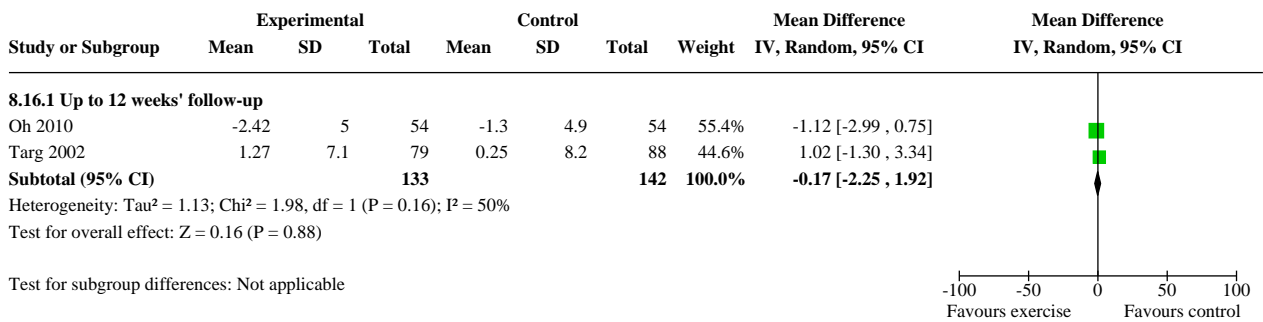 Experimental Control Mean Difference Mean Difference
Study or Subgroup Mean SD Total Mean SD Total Weight IV, Random, 95% CI IV, Random, 95% CI
8.16.1 Up to 12 weeks' follow-up
Oh 2010 -2.42 5 54 -1.3 4.9 54 55.4% -1.12 [-2.99 , 0.75]
Targ 2002 1.27 7.1 79 0.25 8.2 88 44.6% 1.02 [-1.30 , 3.34]
Subtotal (95% CI) 133 142 100.0% -0.17 [-2.25 , 1.92]
Heterogeneity: Tau² = 1.13; Chi² = 1.98, df = 1 (P = 0.16); I² = 50%
Test for overall effect: Z = 0.16 (P = 0.88)
Test for subgroup differences: Not applicable
-100 -50 0 50 100
Favours exercise Favours control